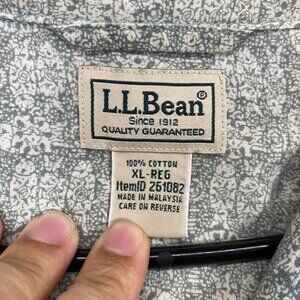 L.L.Bean®
Since 1912
QUALITY GUARANTEED
100% COTTON
XL-REG
ItemID 261082
MADE IN MALAYSIA
CARE ON REVERSE